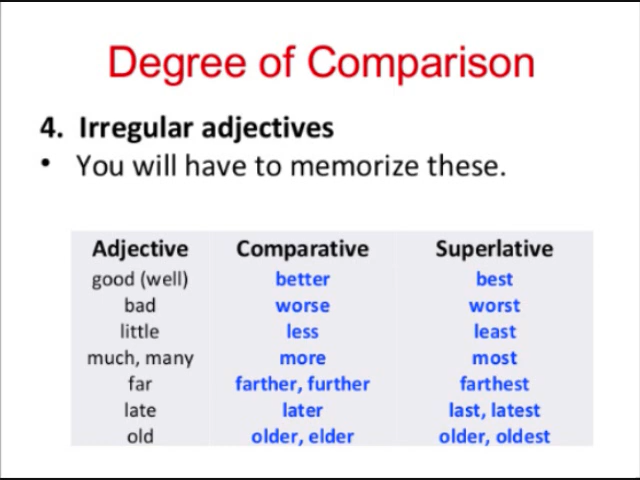 Degree of Comparison
4. Irregular adjectives
• You will have to memorize these.
Adjective Comparative Superlative
good (well) better best
bad worse worst
little less least
much, many more most
far farther, further farthest
late later last, latest
old older, elder older, oldest